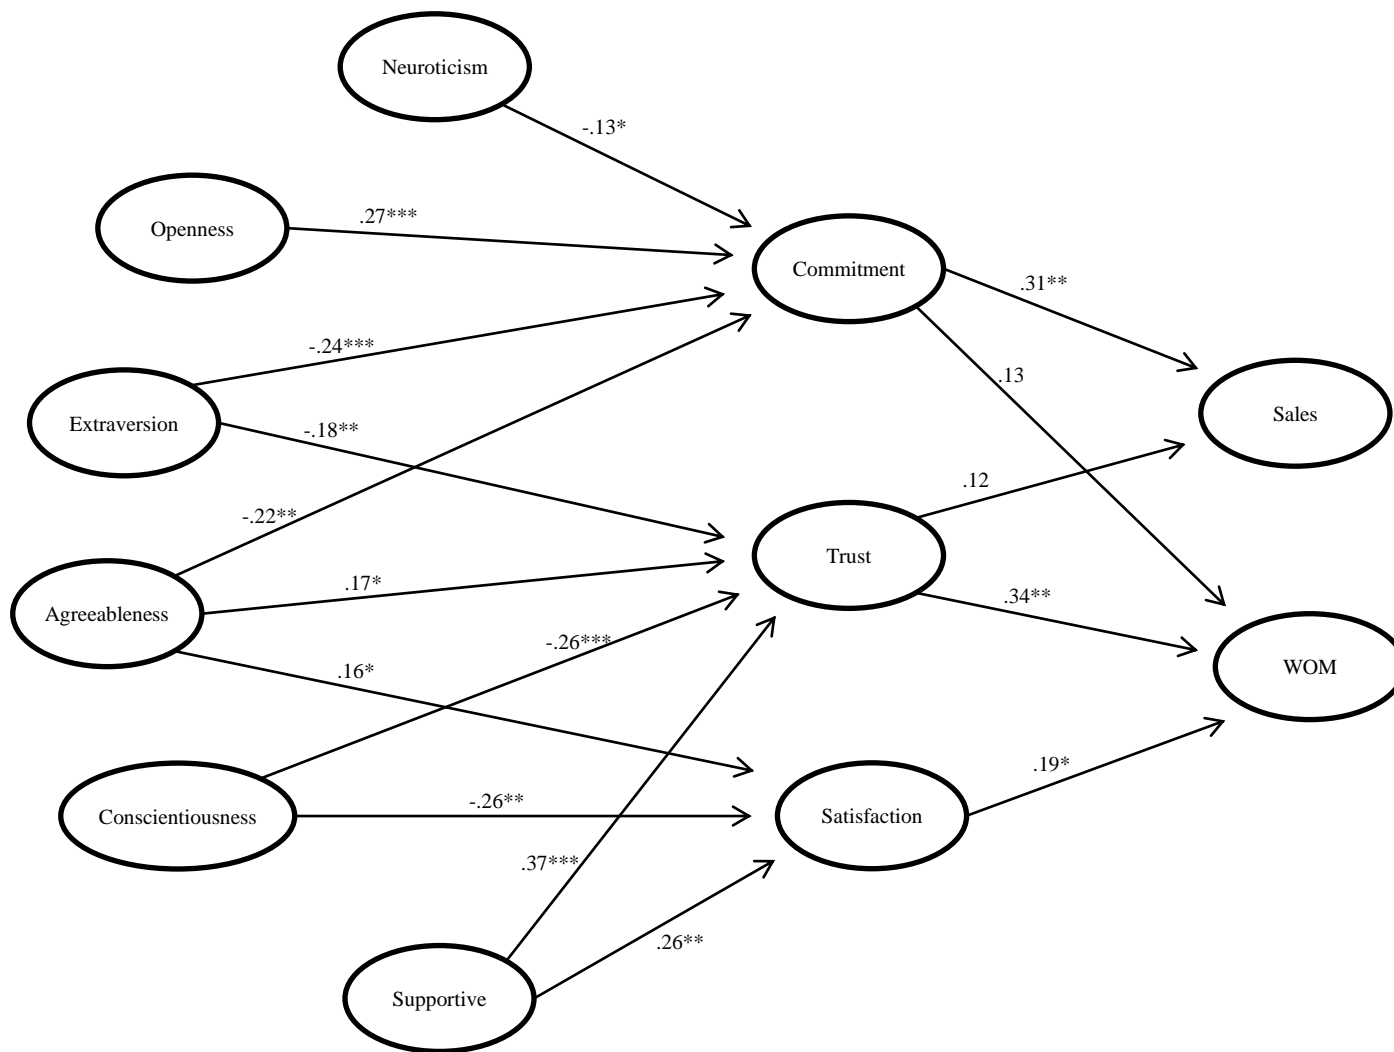 Neuroticism
-.13*
Openness
.27***
Commitment
.31**
-.24***
.13
Extraversion
-.18**
Sales
.12
-.22**
Trust
Agreeableness
.17*
.34**
-.26***
.16*
WOM
.19*
Conscientiousness
-.26**
Satisfaction
.37***
.26**
Supportive